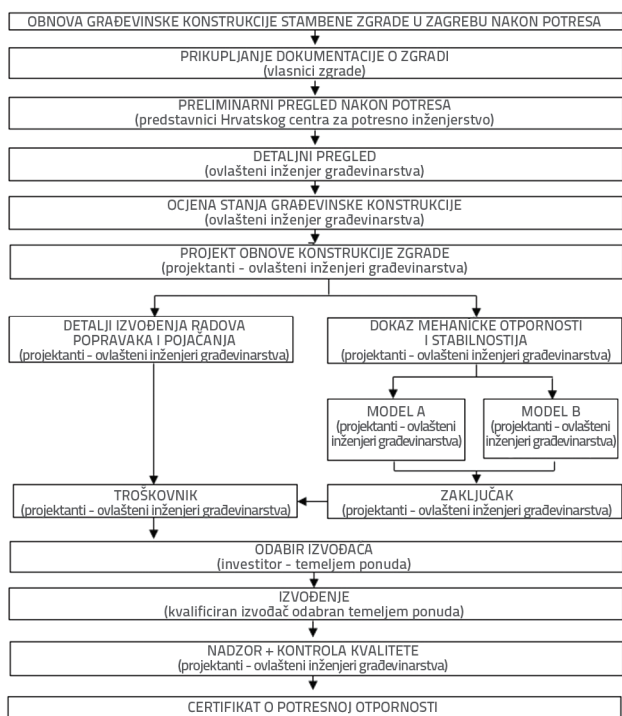 OBNOVA GRAĐEVINSKE KONSTRUKCIJE STAMBENE ZGRADE U ZAGREBU NAKON POTRESA
PRIKUPLJANJE DOKUMENTACIJE O ZGRADI
(vlasnici zgrade)
PRELIMINARNI PREGLED NAKON POTRESA
(predstavnici Hrvatskog centra za potresno inženjerstvo)
DETALJNI PREGLED
(ovlašteni inženjer građevinarstva)
OCJENA STANJA GRAĐEVINSKE KONSTRUKCIJE
(ovlašteni inženjer građevinarstva)
PROJEKT OBNOVE KONSTRUKCIJE ZGRADE
(projektanti - ovlašteni inženjeri građevinarstva)
DETALJI IZVOĐENJA RADOVA
POPRAVAKA I POJAČANJA
(projektanti - ovlašteni inženjeri građevinarstva)
DOKAZ MEHANICKE OTPORNOSTI
I STABILNOSTIJA
(projektanti - ovlašteni inženjeri građevinarstva)
MODEL A
(projektanti - ovlašteni
inženjeri građevinarstva)
MODEL B
(projektanti - ovlašteni
inženjeri građevinarstva)
TROŠKOVNIK
(projektanti - ovlašteni inženjeri građevinarstva)
ZAKLJUČAK
(projektanti - ovlašteni inženjeri građevinarstva)
ODABIR IZVOĐACA
(investitor - temeljem ponuda)
IZVOĐENJE
(kvalificiran izvođač odabran temeljem ponuda)
NADZOR + KONTROLA KVALITETE
(projektanti - ovlašteni inženjeri građevinarstva)
CERTIFIKAT O POTRESNOJ OTPORNOSTI